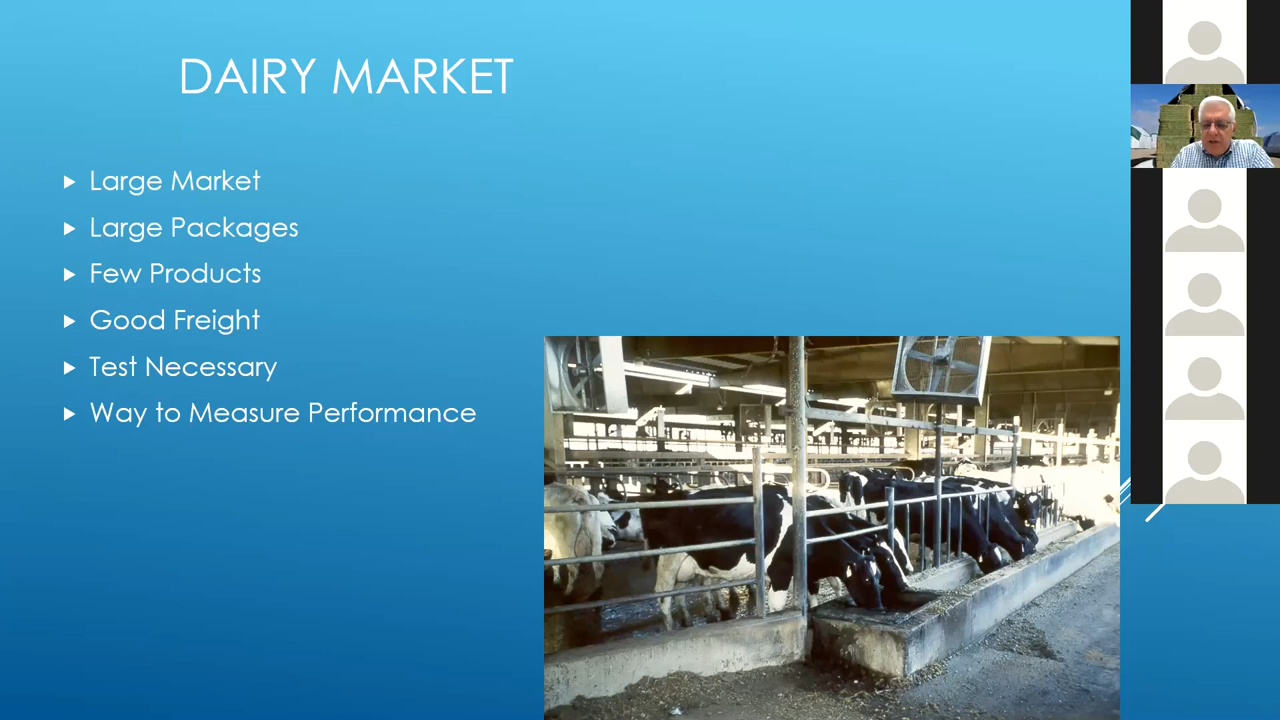 DAIRY MARKET
Large Market
Large Packages
Few Products
Good Freight
Test Necessary
Way to Measure Performance